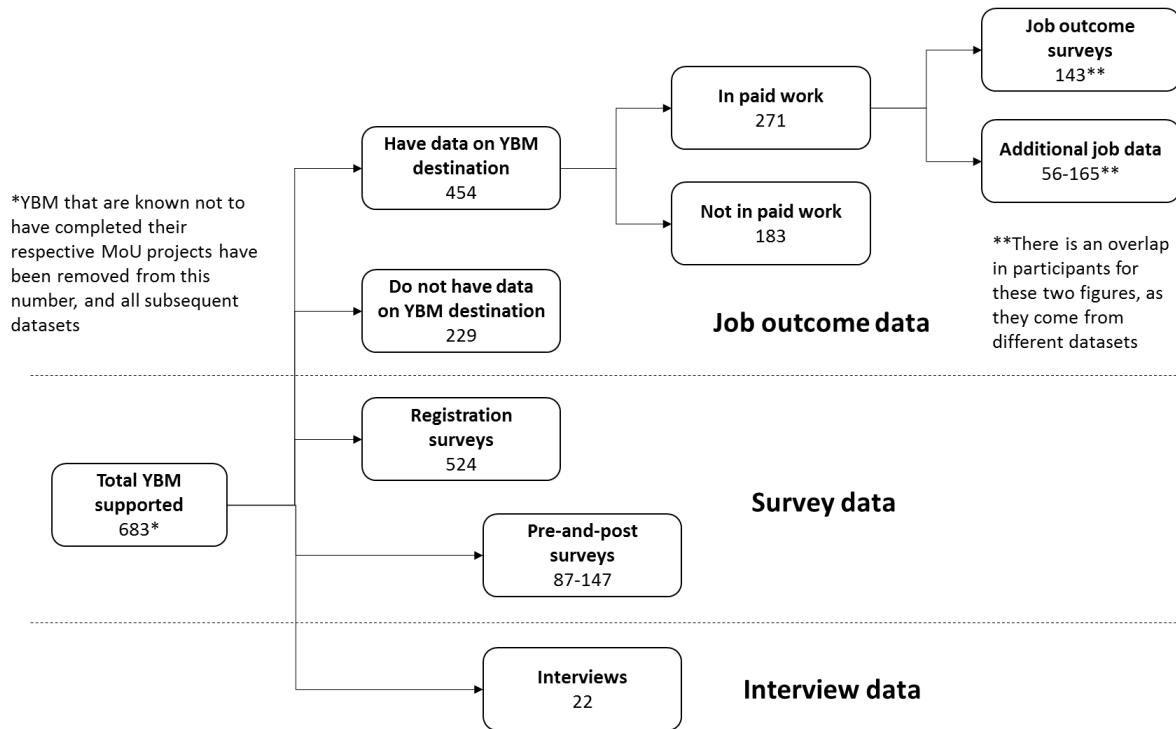 Job outcome
surveys
143**
In paid work
271
Have data on YBM
destination
454
Additional job data
56-165**
*YBM that are known not to
have completed their
respective MoU projects have
been removed from this
number, and all subsequent
datasets
Not in paid work
183
**There is an overlap
in participants for
these two figures, as
they come from
different datasets
Do not have data
on YBM destination
229
Job outcome data
Registration
surveys
524
Total YBM
supported
683*
Survey data
Pre-and-post
surveys
87-147
Interviews
22
Interview data